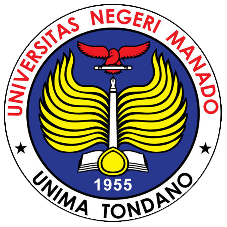 UNIVERSITAS NEGERI MANADO
1955
UNIMA TONDANO